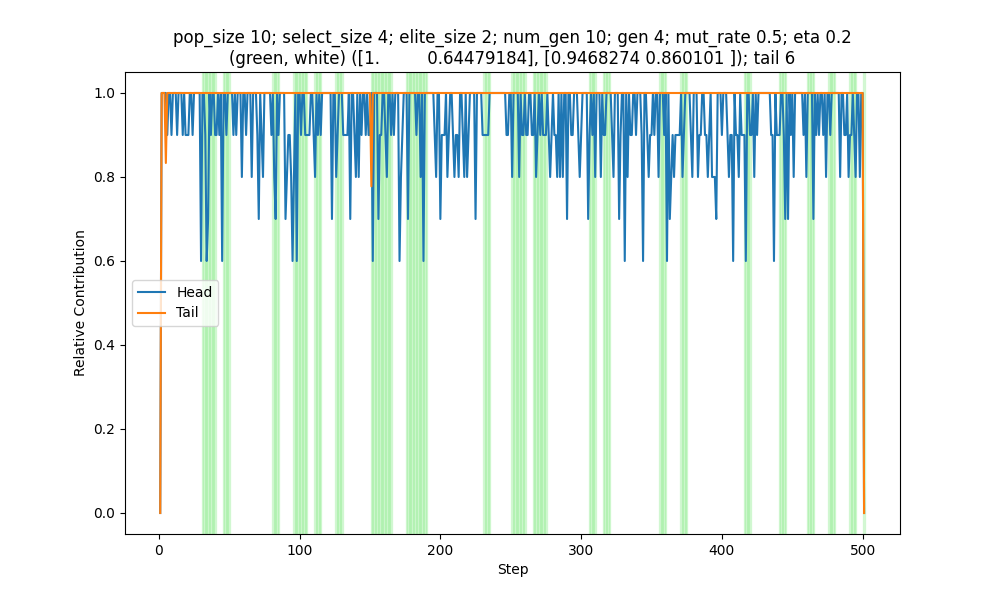 pop_size 10; select_size 4; elite_size 2; num_gen 10; gen 4; mut_rate 0.5; eta 0.2
(green, white) ([1.         0.64479184], [0.9468274 0.860101 ]); tail 6
1.0
0.8
0.6
0.4
0.2
0.0
Relative Contribution
Head
Tail
0
100
200
300
400
500
Step